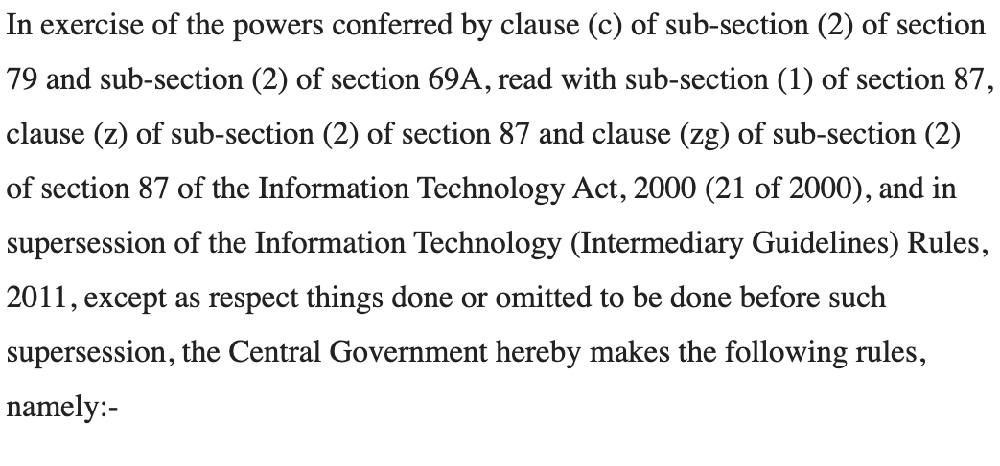 In exercise of the powers conferred by clause (c) of sub-section (2) of section
79 and sub-section (2) of section 69A, read with sub-section (1) of section 87,
clause (z) of sub-section (2) of section 87 and clause (zg) of sub-section (2)
of section 87 of the Information Technology Act, 2000 (21 of 2000), and in
supersession of the Information Technology (Intermediary Guidelines) Rules,
2011, except as respect things done or omitted to be done before such
supersession, the Central Government hereby makes the following rules,
namely:-